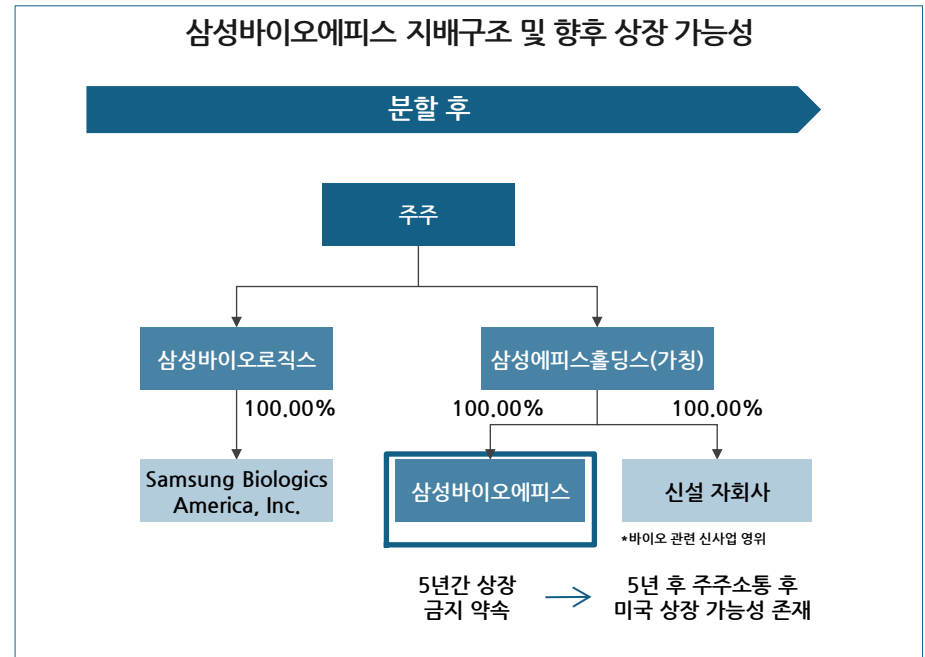 삼성바이오에피스 지배구조 및 향후 상장 가능성
분할 후
주주
삼성바이오로직스
삼성에피스홀딩스(가칭)
100.00%
100.00%
100.00%
Samsung Biologics
America, Inc.
삼성바이오에피스
신설 자회사
*바이오 관련 신사업 영위
5년간 상장
금지 약속
5년 후 주주소통 후
미국 상장 가능성 존재